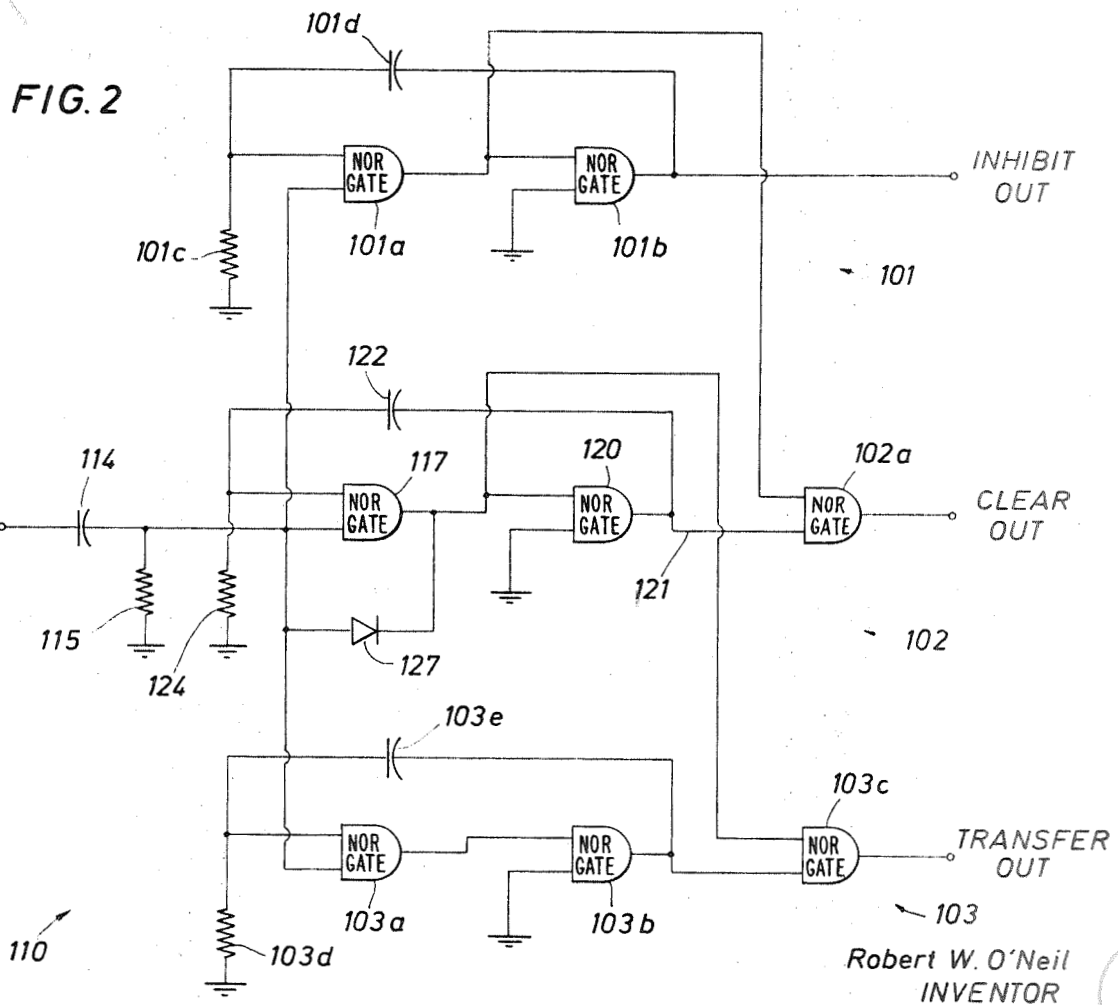 FIG. 2
101d
NOR
GATE
101a
NOR
GATE
101b
INHIBIT
OUT
101c
101
122
114
117
NOR
GATE
120
NOR
GATE
102a
NOR
GATE
CLEAR
OUT
121
115
124
127
102
103e
NOR
GATE
103a
NOR
GATE
103b
103c
NOR
GATE
TRANSFER
OUT
103
110
103d
Robert W. O'Neil
INVENTOR